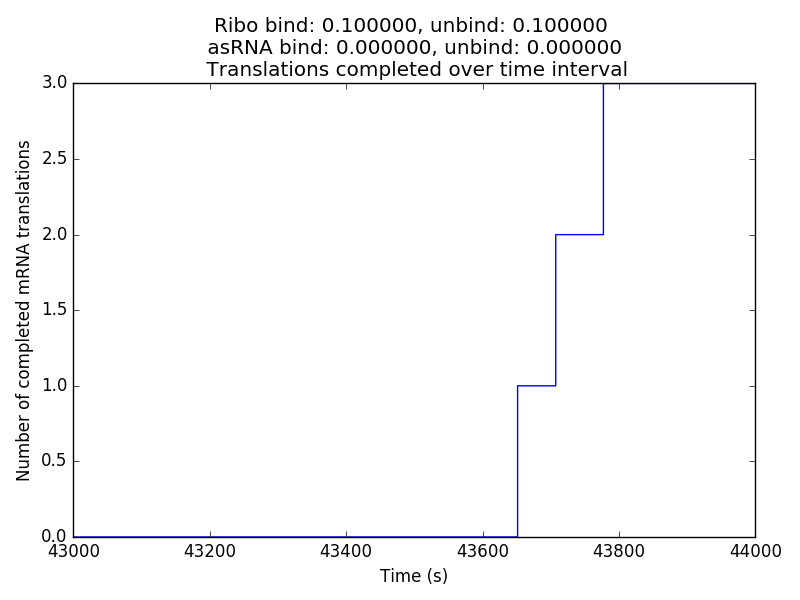 Ribo bind: 0.100000, unbind: 0.100000
asRNA bind: 0.000000, unbind: 0.000000
Translations completed over time interval
3.0
2.5
2.0
1.5
1.0
0.5
0.0
Number of completed mRNA translations
43000 43200 43400 43600 43800 44000
Time (s)